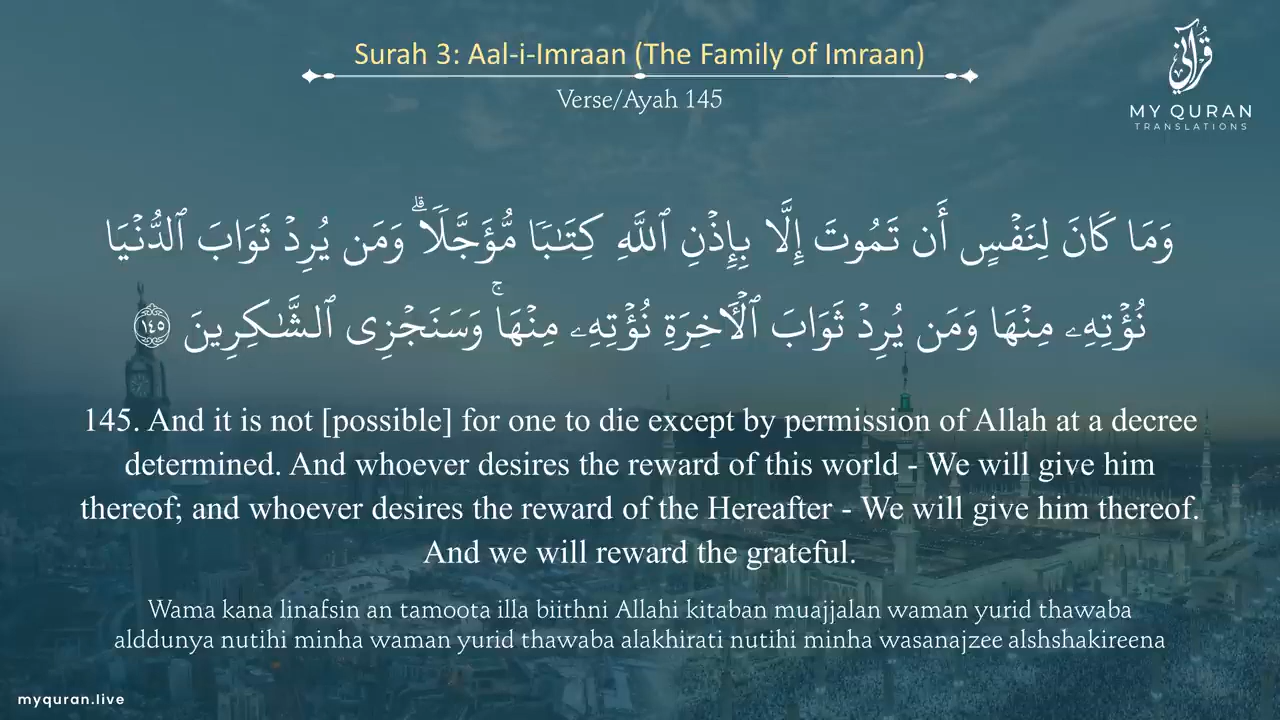 Surah 3: Aal-i-Imraan (The Family of Imraan)
Verse/Ayah 145
قرآني
MY QURAN
TRANSLATIONS
وَمَا كَانَ لِنَفْسٍ أَن تَمُوتَ إِلَّا بِإِذْنِ ٱللَّهِ كِتَـٰبًا مُّؤَجَّلًا ۗ وَمَن يُرِدْ ثَوَابَ ٱلدُّنْيَا
نُؤْتِهِۦ مِنْهَا وَمَن يُرِدْ ثَوَابَ ٱلْـَٔاخِرَةِ نُؤْتِهِۦ مِنْهَا ۚ وَسَنَجْزِى ٱلشَّـٰكِرِينَ ١٤٥
145. And it is not [possible] for one to die except by permission of Allah at a decree
determined. And whoever desires the reward of this world - We will give him
thereof; and whoever desires the reward of the Hereafter - We will give him thereof.
And we will reward the grateful.
Wama kana linafsin an tamoota illa biithni Allahi kitaban muajjalan waman yurid thawaba
alddunya nutihi minha waman yurid thawaba alakhirati nutihi minha wasanajzee alshshakireena
myquran.live